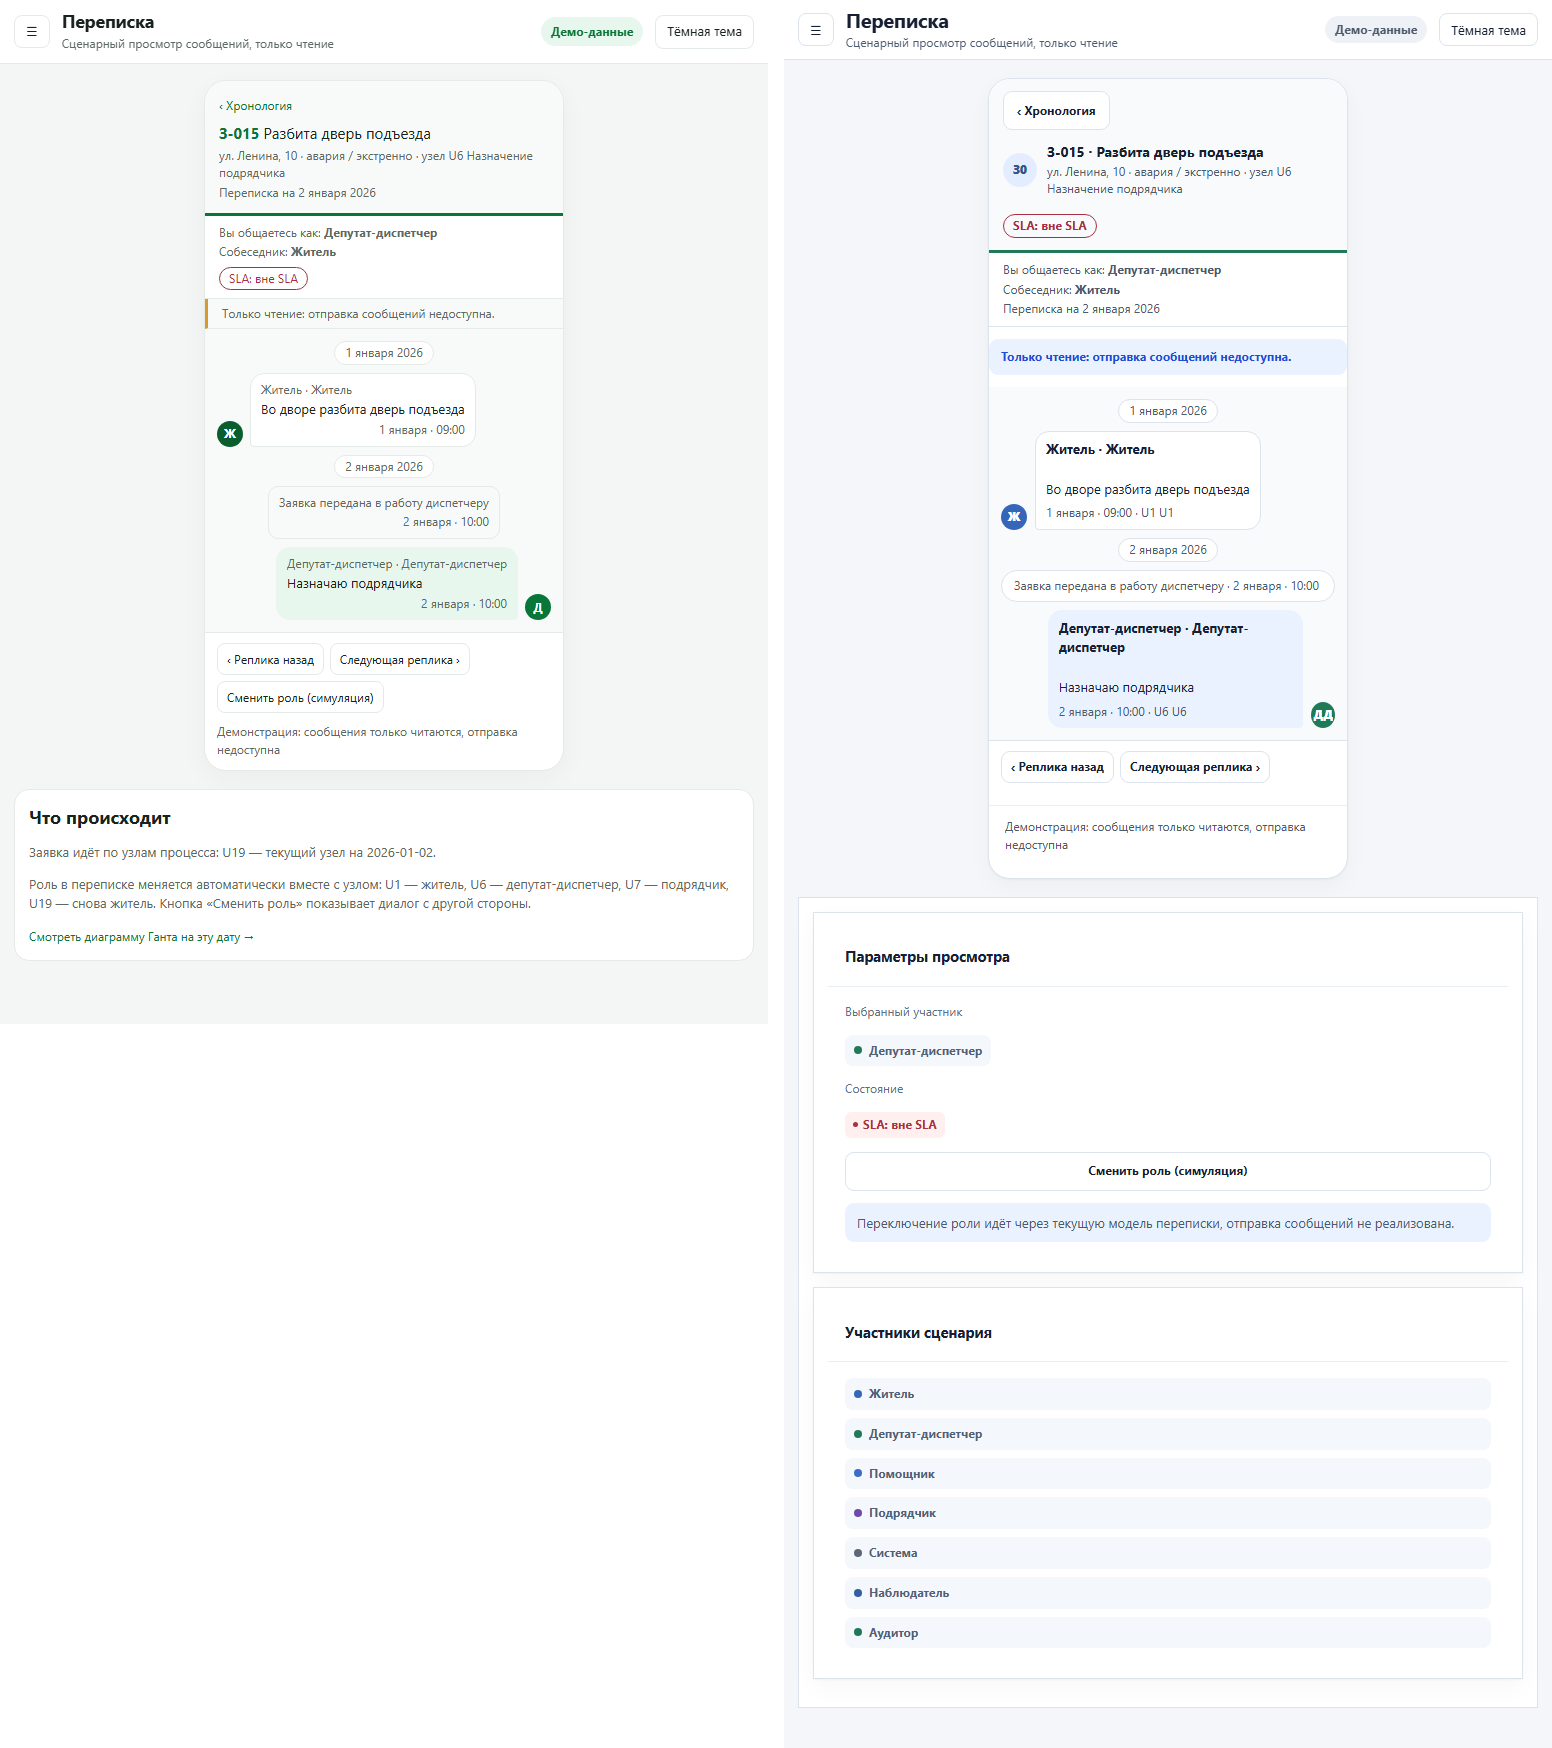 ☰
Переписка
Сценарный просмотр сообщений, только чтение
Демо-данные
Тёмная тема
‹ Хронология
З-015 Разбита дверь подъезда
ул. Ленина, 10 · авария / экстренно · узел U6 Назначение
подрядчика
Переписка на 2 января 2026
Вы общаетесь как: Депутат-диспетчер
Собеседник: Житель
SLA: вне SLA
Только чтение: отправка сообщений недоступна.
1 января 2026
Житель · Житель
Во дворе разбита дверь подъезда
1 января · 09:00
Ж
2 января 2026
Заявка передана в работу диспетчеру
2 января · 10:00
Депутат-диспетчер · Депутат-диспетчер
Назначаю подрядчика
2 января · 10:00
Д
‹ Реплика назад
Следующая реплика ›
Сменить роль (симуляция)
Демонстрация: сообщения только читаются, отправка
недоступна
Что происходит
Заявка идёт по узлам процесса: U19 — текущий узел на 2026-01-02.
Роль в переписке меняется автоматически вместе с узлом: U1 — житель, U6 — депутат-диспетчер, U7 — подрядчик,
U19 — снова житель. Кнопка «Сменить роль» показывает диалог с другой стороны.
Смотреть диаграмму Ганта на эту дату →
☰
Переписка
Сценарный просмотр сообщений, только чтение
Демо-данные
Тёмная тема
‹ Хронология
З0
З-015 · Разбита дверь подъезда
ул. Ленина, 10 · авария / экстренно · узел U6
Назначение подрядчика
SLA: вне SLA
Вы общаетесь как: Депутат-диспетчер
Собеседник: Житель
Переписка на 2 января 2026
Только чтение: отправка сообщений недоступна.
1 января 2026
Житель · Житель
Во дворе разбита дверь подъезда
1 января · 09:00 · U1 U1
Ж
2 января 2026
Заявка передана в работу диспетчеру · 2 января · 10:00
Депутат-диспетчер · Депутат-
диспетчер
Назначаю подрядчика
2 января · 10:00 · U6 U6
ДД
‹ Реплика назад
Следующая реплика ›
Демонстрация: сообщения только читаются, отправка
недоступна
Параметры просмотра
Выбранный участник
Депутат-диспетчер
Состояние
SLA: вне SLA
Сменить роль (симуляция)
Переключение роли идёт через текущую модель переписки, отправка сообщений не реализована.
Участники сценария
Житель
Депутат-диспетчер
Помощник
Подрядчик
Система
Наблюдатель
Аудитор